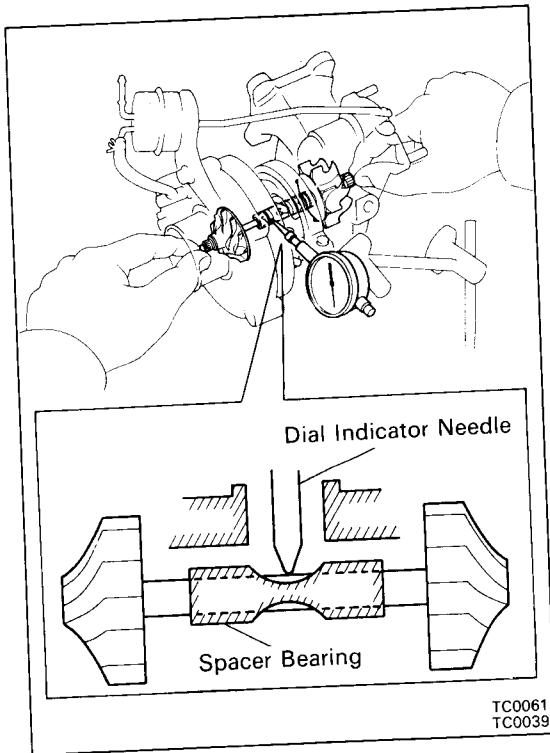 Dial Indicator Needle
Spacer Bearing
TC0061
TC0039